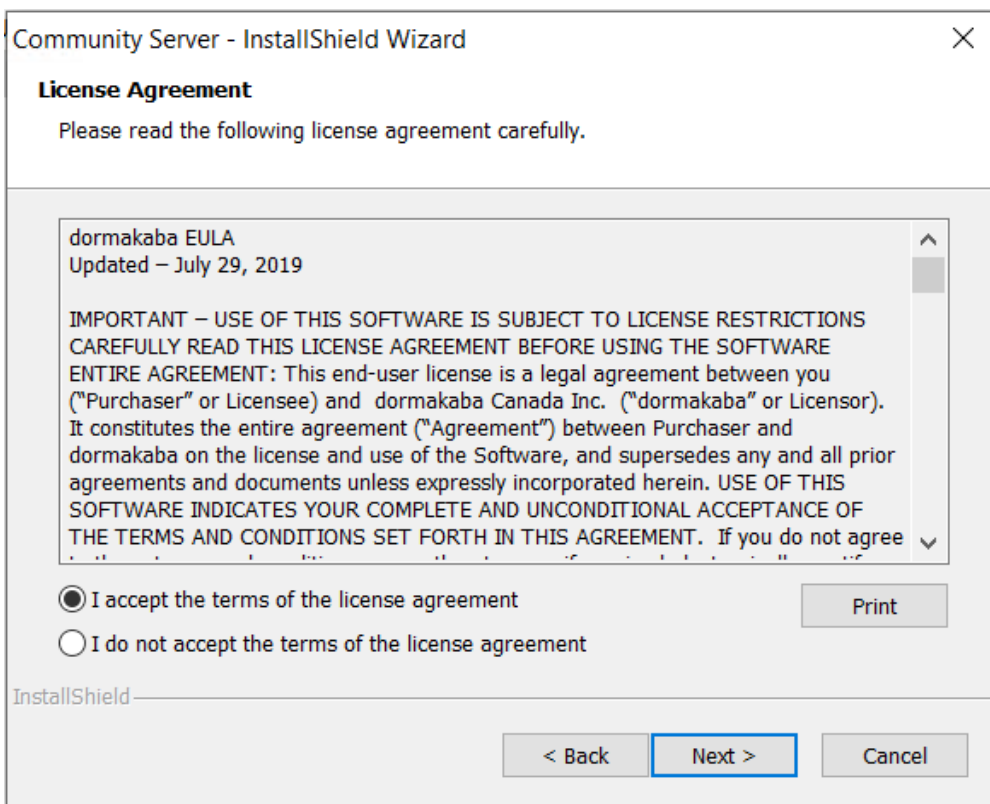 Community Server - InstallShield Wizard
License Agreement
Please read the following license agreement carefully.
dormakaba EULA
Updated – July 29, 2019
IMPORTANT – USE OF THIS SOFTWARE IS SUBJECT TO LICENSE RESTRICTIONS
CAREFULLY READ THIS LICENSE AGREEMENT BEFORE USING THE SOFTWARE
ENTIRE AGREEMENT: This end-user license is a legal agreement between you
(“Purchaser” or Licensee) and  dormakaba Canada Inc.  (“dormakaba” or Licensor).
It constitutes the entire agreement (“Agreement”) between Purchaser and
dormakaba on the license and use of the Software, and supersedes any and all prior
agreements and documents unless expressly incorporated herein. USE OF THIS
SOFTWARE INDICATES YOUR COMPLETE AND UNCONDITIONAL ACCEPTANCE OF
THE TERMS AND CONDITIONS SET FORTH IN THIS AGREEMENT.  If you do not agree
I accept the terms of the license agreement
Print
I do not accept the terms of the license agreement
InstallShield
< Back
Next >
Cancel